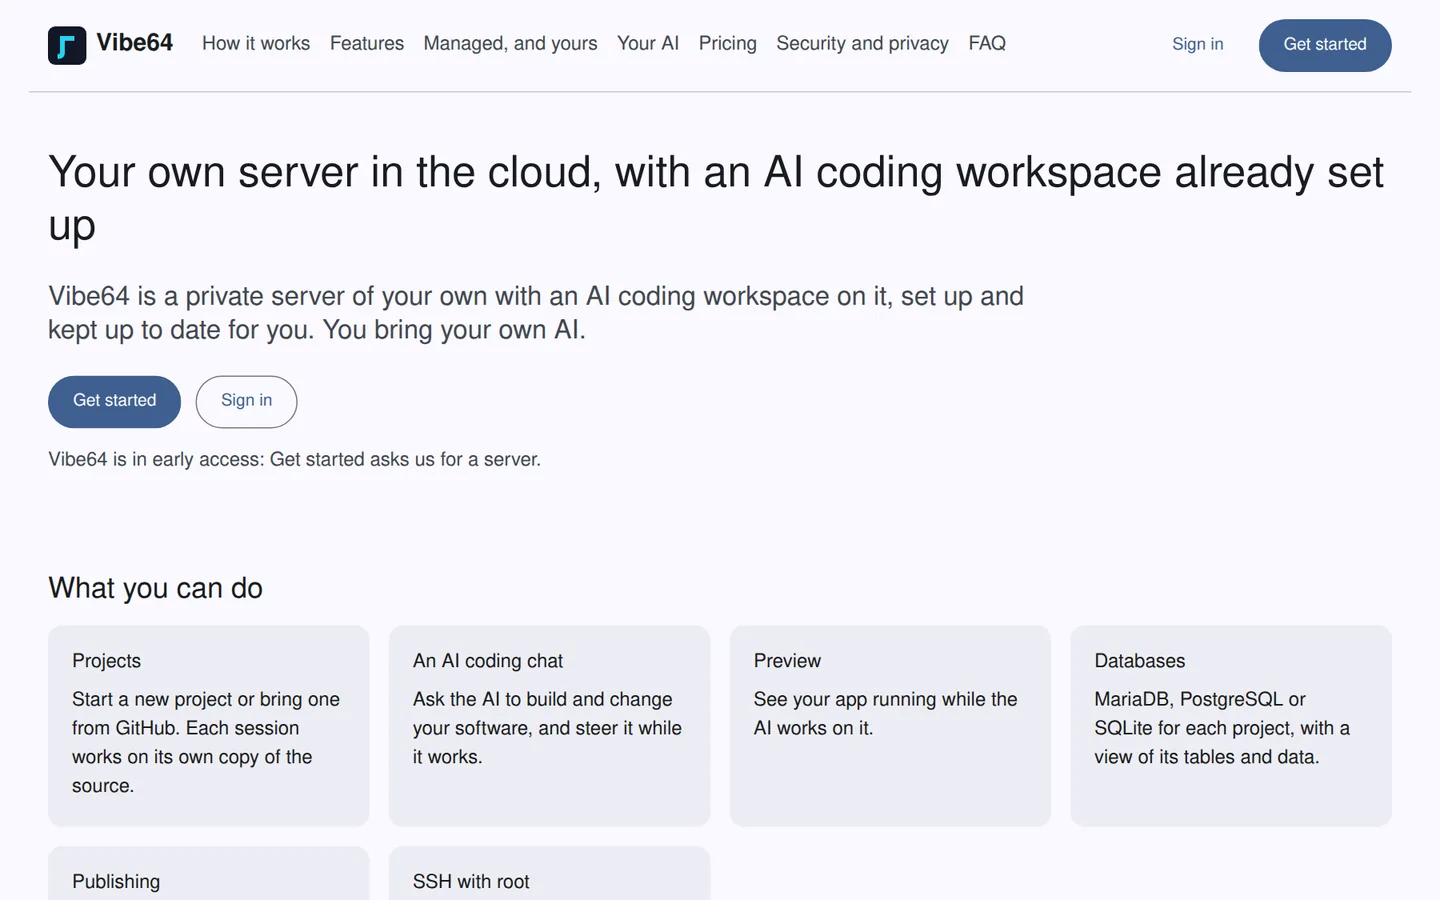 Vibe64 How it works Features Managed, and yours Your AI Pricing Security and privacy FAQ Sign in Get started
Your own server in the cloud, with an AI coding workspace already set
up
Vibe64 is a private server of your own with an AI coding workspace on it, set up and
kept up to date for you. You bring your own AI.
Get started Sign in
Vibe64 is in early access: Get started asks us for a server.
What you can do
Projects
Start a new project or bring one
from GitHub. Each session
works on its own copy of the
source.
An AI coding chat
Ask the AI to build and change
your software, and steer it while
it works.
Preview
See your app running while the
AI works on it.
Databases
MariaDB, PostgreSQL or
SQLite for each project, with a
view of its tables and data.
Publishing
SSH with root